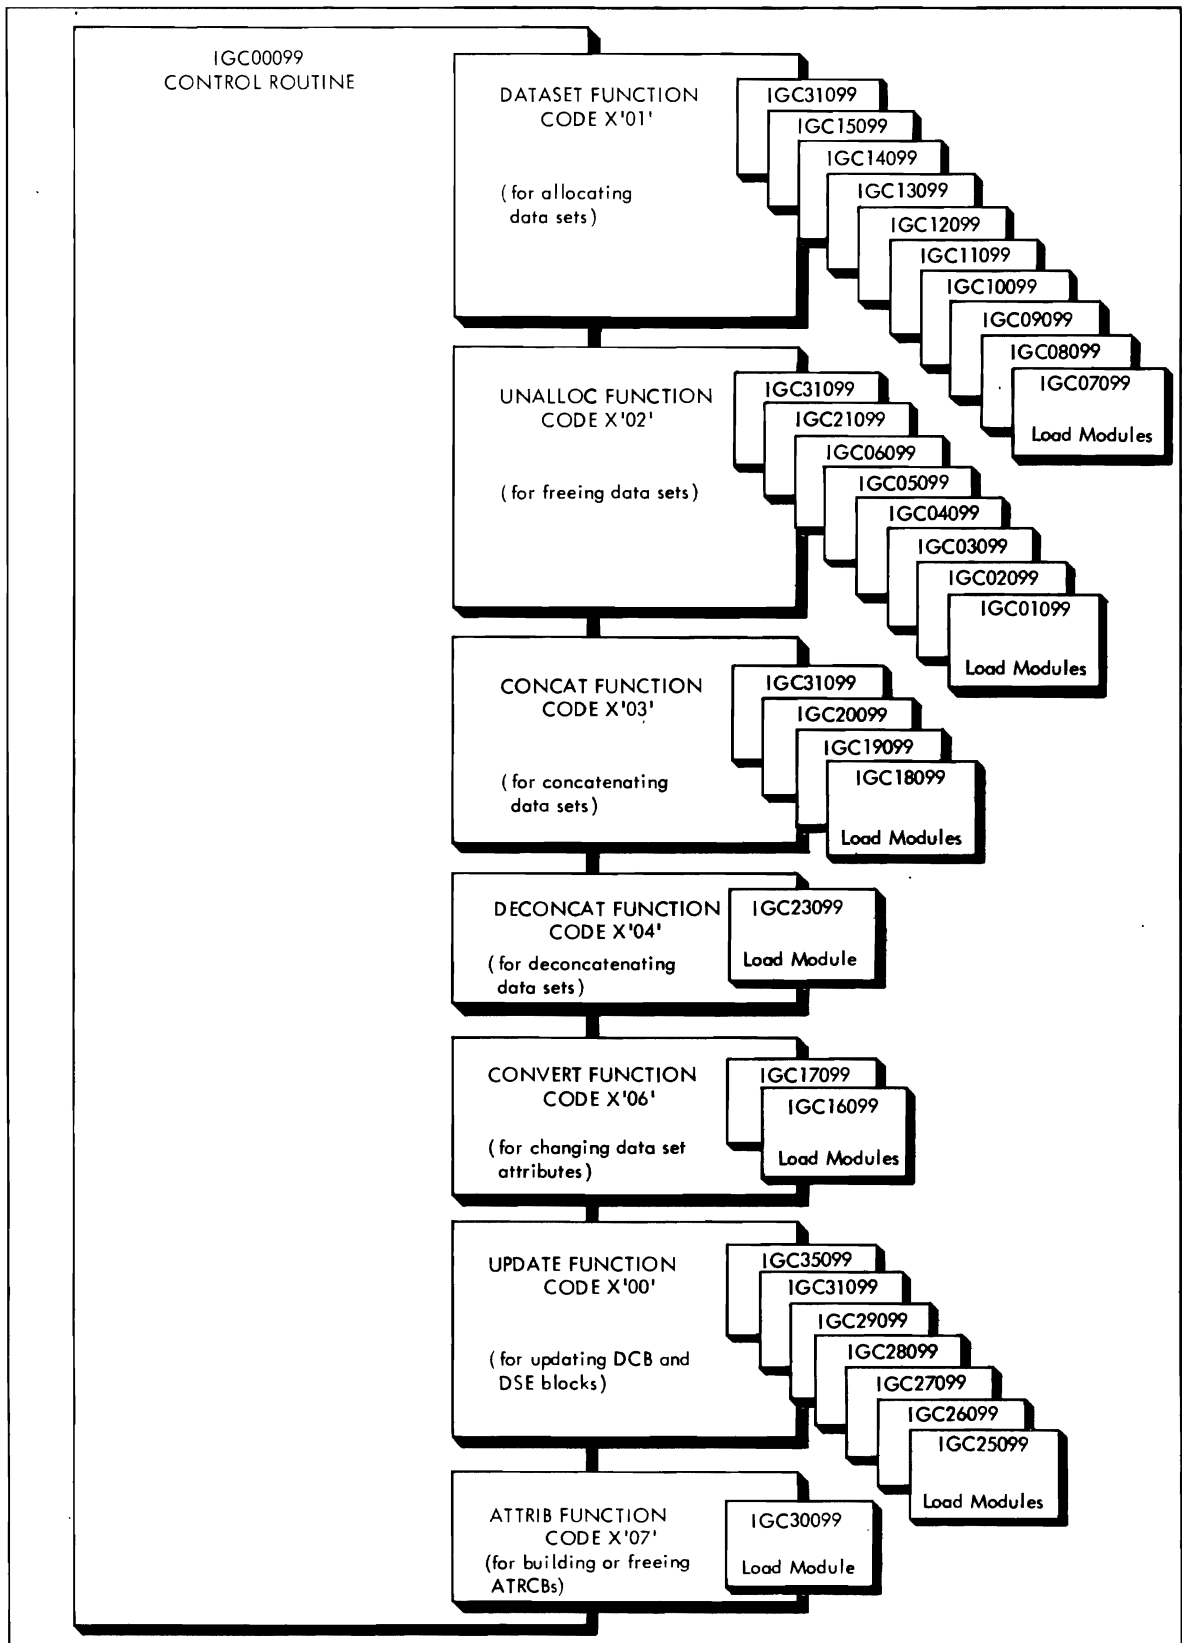 IGC00099
CONTROL ROUTINE
DATASET FUNCTION
CODE X'01'
(for allocating
data sets)
IGC31099
IGC15099
IGC14099
IGC13099
IGC12099
IGC11099
IGC10099
IGC09099
IGC08099
IGC07099
Load Modules
UNALLOC FUNCTION
CODE X'02'
(for freeing data sets)
IGC31099
IGC21099
IGC06099
IGC05099
IGC04099
IGC03099
IGC02099
IGC01099
Load Modules
CONCAT FUNCTION
CODE X'03'
(for concatenating
data sets)
IGC31099
IGC20099
IGC19099
IGC18099
Load Modules
DECONCAT FUNCTION
CODE X'04'
(for deconcatenating
data sets)
IGC23099
Load Module
CONVERT FUNCTION
CODE X'06'
(for changing data set
attributes)
IGC17099
IGC16099
Load Modules
UPDATE FUNCTION
CODE X'00'
(for updating DCB and
DSE blocks)
IGC35099
IGC31099
IGC29099
IGC28099
IGC27099
IGC26099
IGC25099
Load Modules
ATTRIB FUNCTION
CODE X'07'
(for building or freeing
ATRCBs)
IGC30099
Load Module